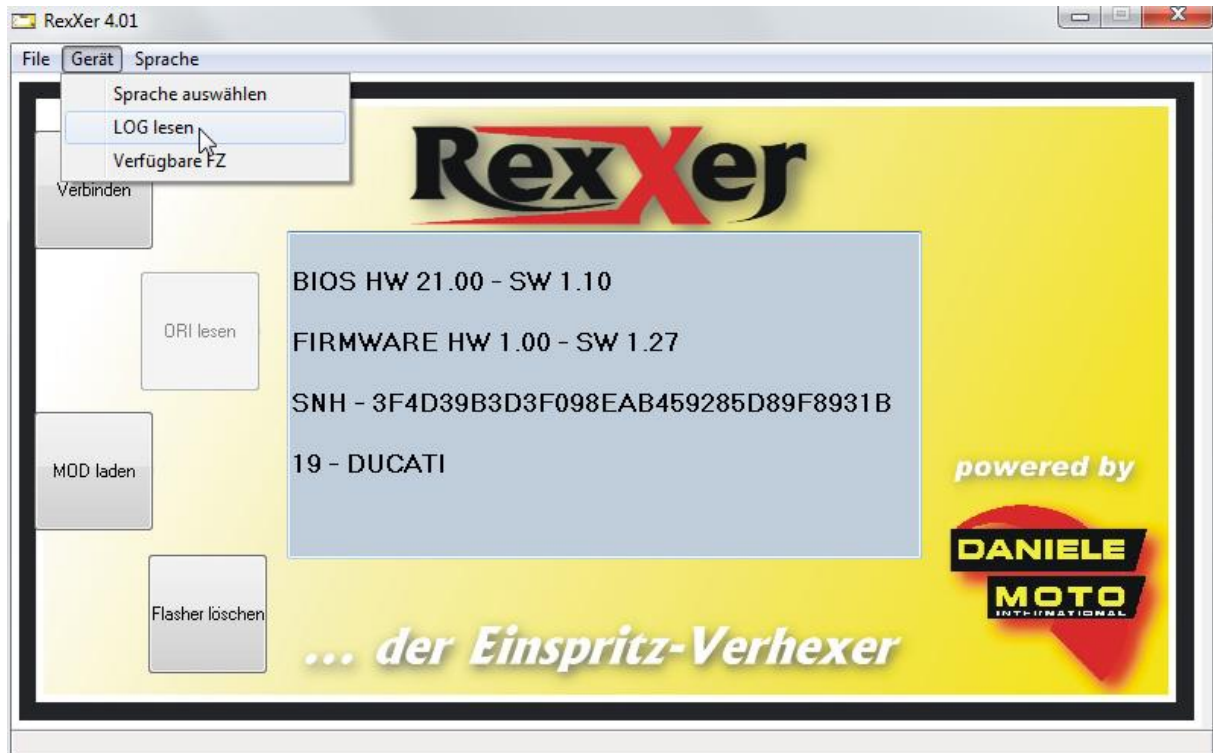 RexXer 4.01
File Gerät Sprache
Sprache auswählen
LOG lesen
Verfügbare FZ
Verbinden
RexXer
BIOS HW 21.00 - SW 1.10
ORI lesen
FIRMWARE HW 1.00 - SW 1.27
SNH - 3F4D39B3D3F098EAB459285D89F8931B
MOD laden
19 - DUCATI
powered by
DANIELE
MOTO
INTERNATIONAL
Flasher löschen
... der Einspritz-Verhexer